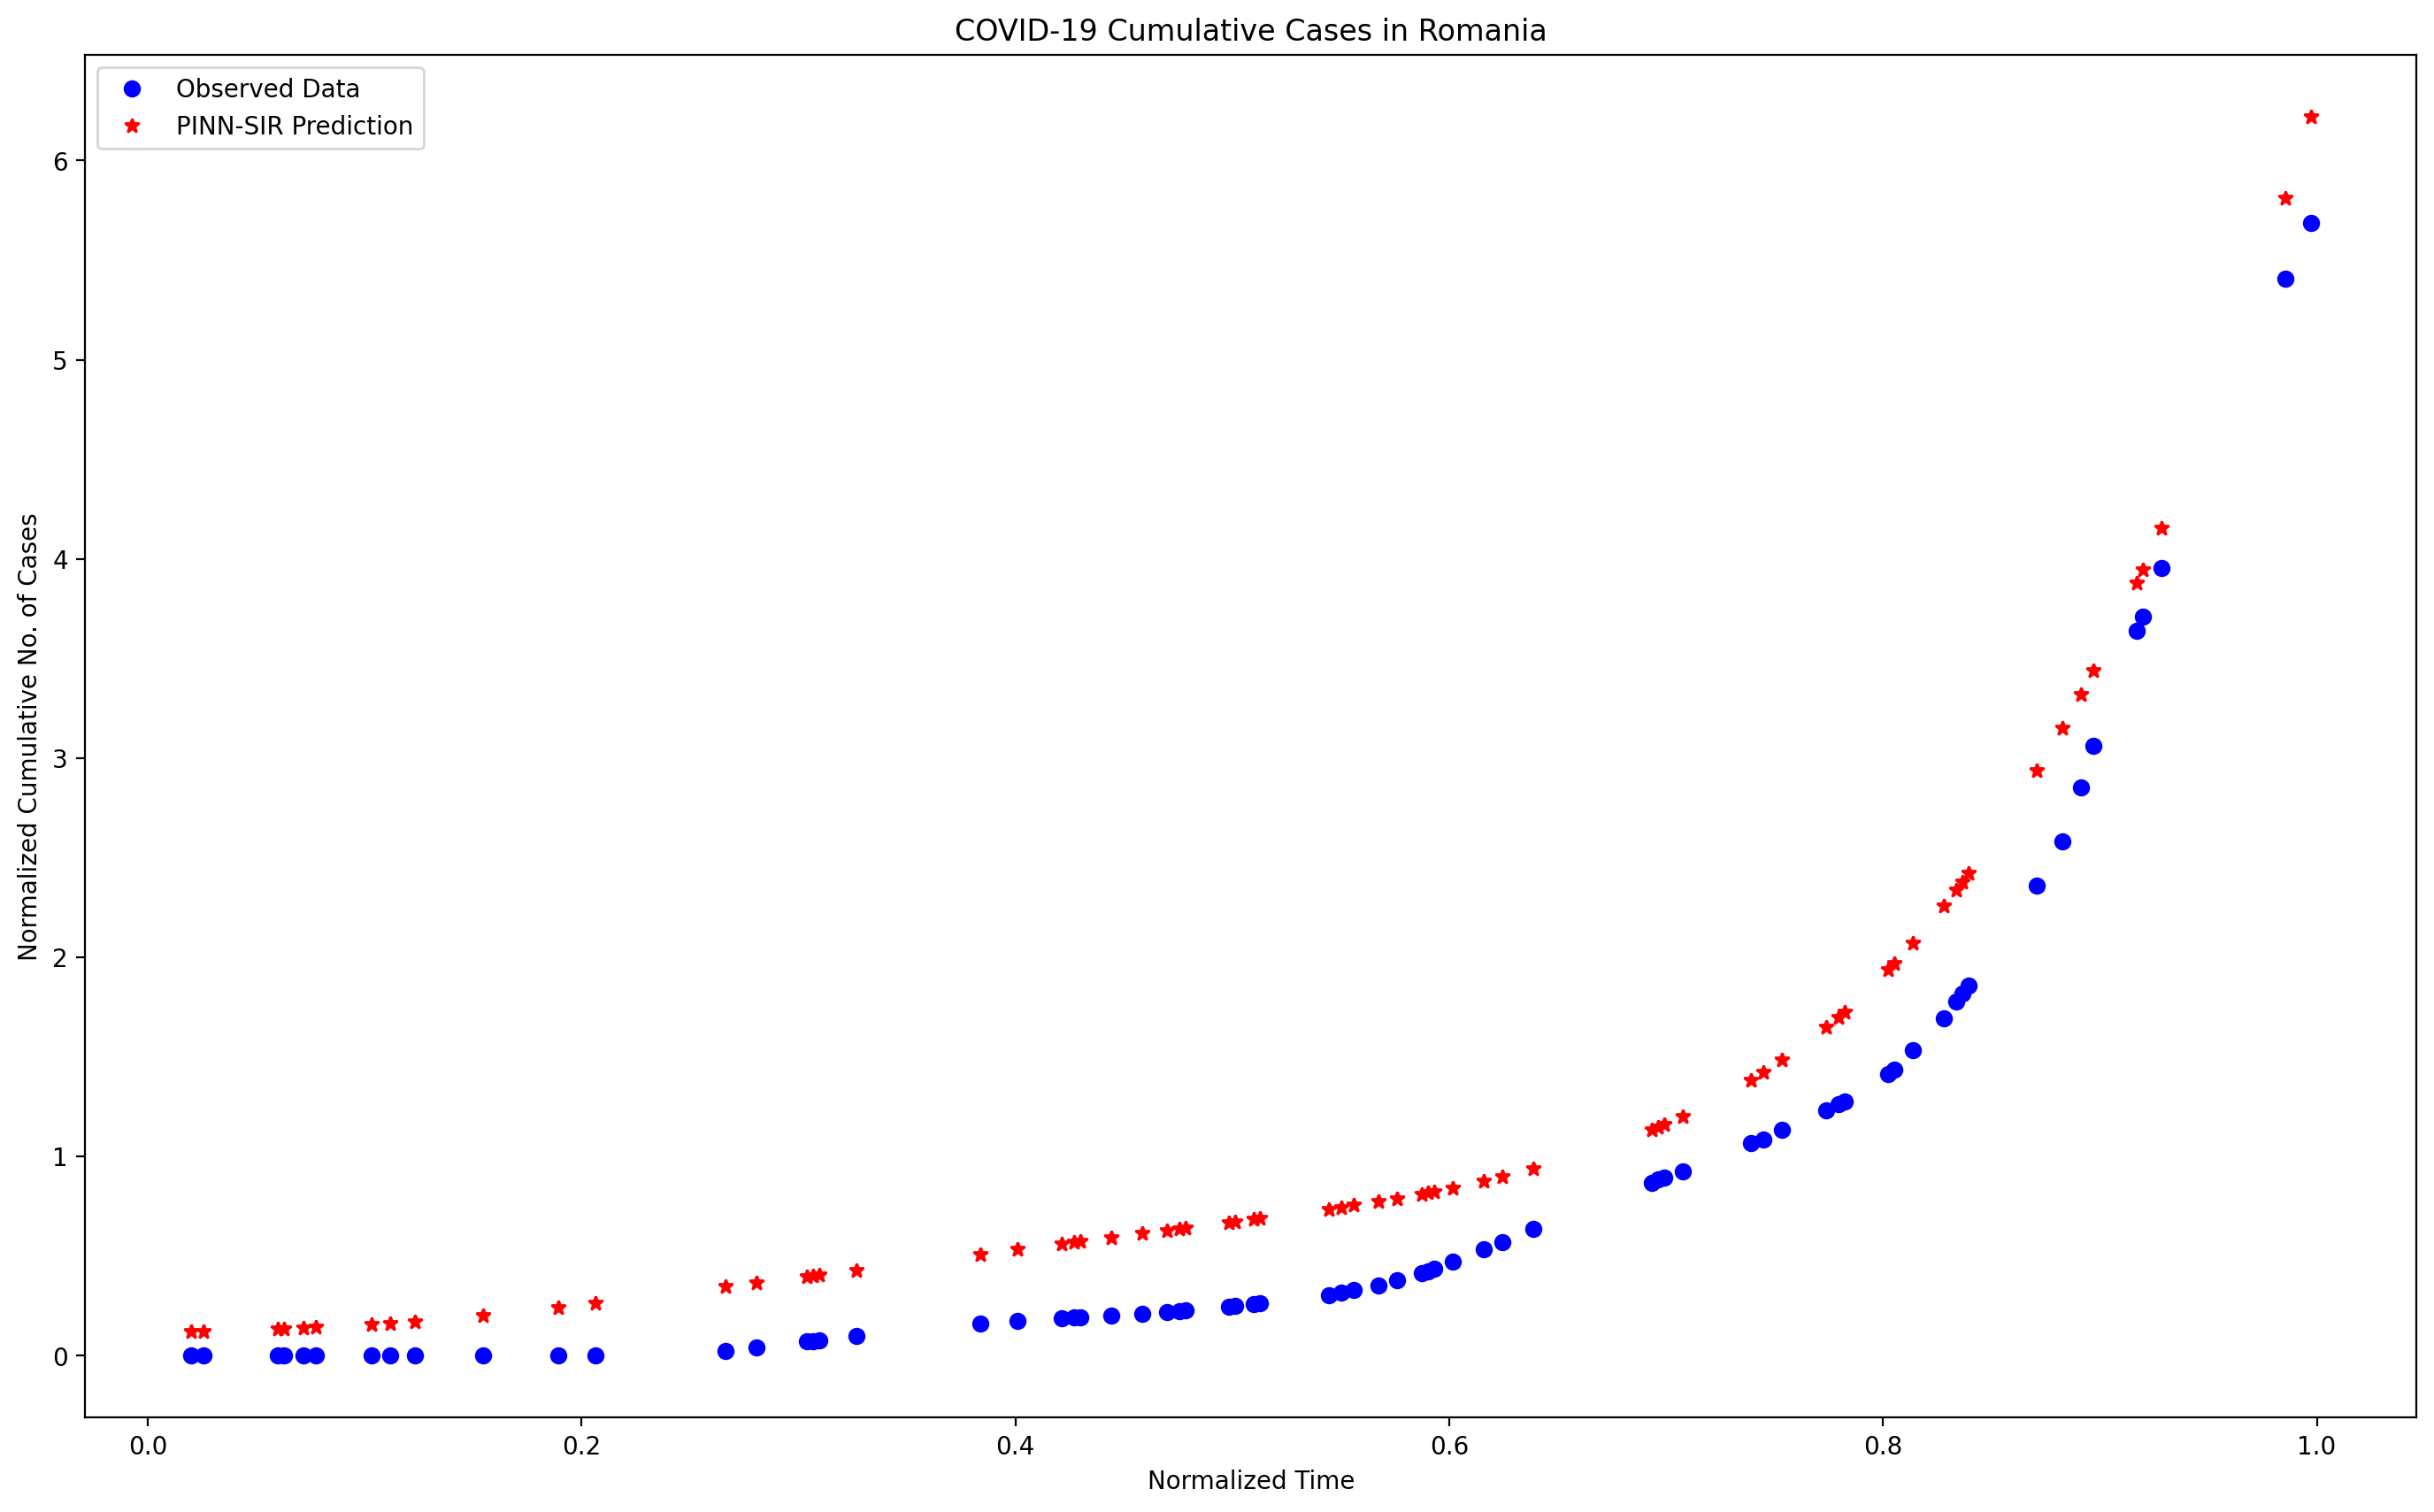 COVID-19 Cumulative Cases in Romania
Observed Data
PINN-SIR Prediction
Normalized Cumulative No. of Cases
6
5
4
3
2
1
0
0.0 0.2 0.4 0.6 0.8 1.0
Normalized Time